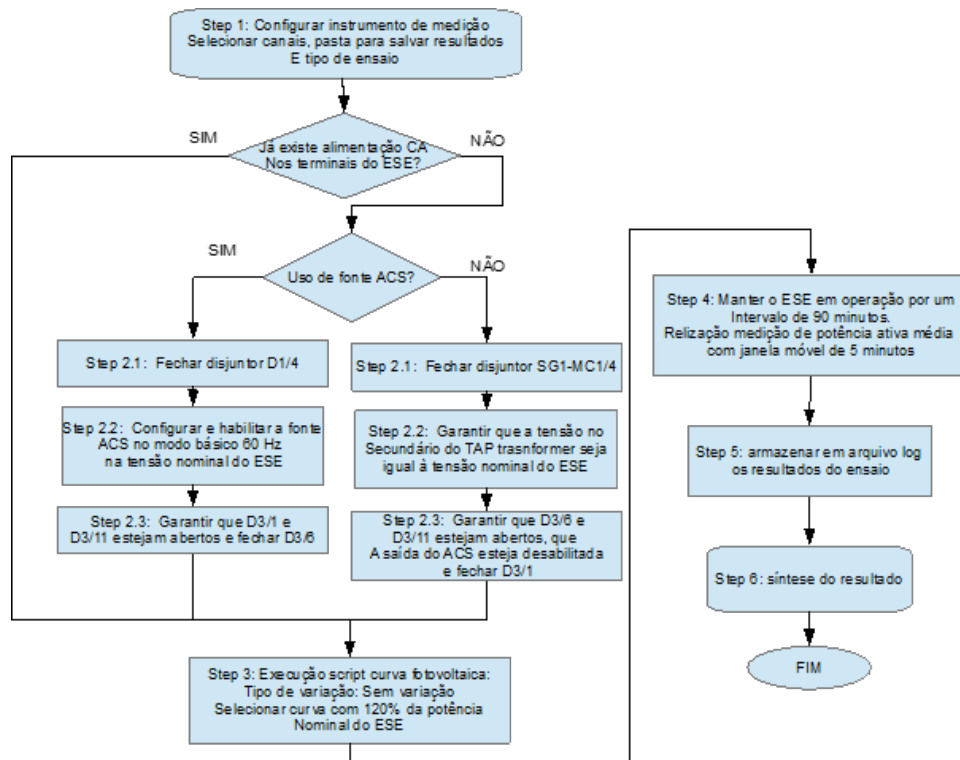 Step 1: Configurar instrumento de medição
Selecionar canais, pasta para salvar resultados
E tipo de ensaio
SIM
NÃO
Já existe alimentação CA
Nos terminais do ESE?
SIM
NÃO
Uso de fonte ACS?
Step 2.1: Fechar disjuntor D1/4
Step 2.2: Configurar e habilitar a fonte
ACS no modo básico 60 Hz
na tensão nominal do ESE
Step 2.3: Garantir que D3/1 e
D3/11 estejam abertos e fechar D3/6
Step 2.1: Fechar disjuntor SG1-MC1/4
Step 2.2: Garantir que a tensão no
Secundário do TAP trasnformer seja
igual à tensão nominal do ESE
Step 2.3: Garantir que D3/6 e
D3/11 estejam abertos, que
A saída do ACS esteja desabilitada
e fechar D3/1
Step 3: Execução script curva fotovoltaica:
Tipo de variação: Sem variação
Selecionar curva com 120% da potência
Nominal do ESE
Step 4: Manter o ESE em operação por um
Intervalo de 90 minutos.
Relização medição de potência ativa média
com janela móvel de 5 minutos
Step 5: armazenar em arquivo log
os resultados do ensaio
Step 6: síntese do resultado
FIM